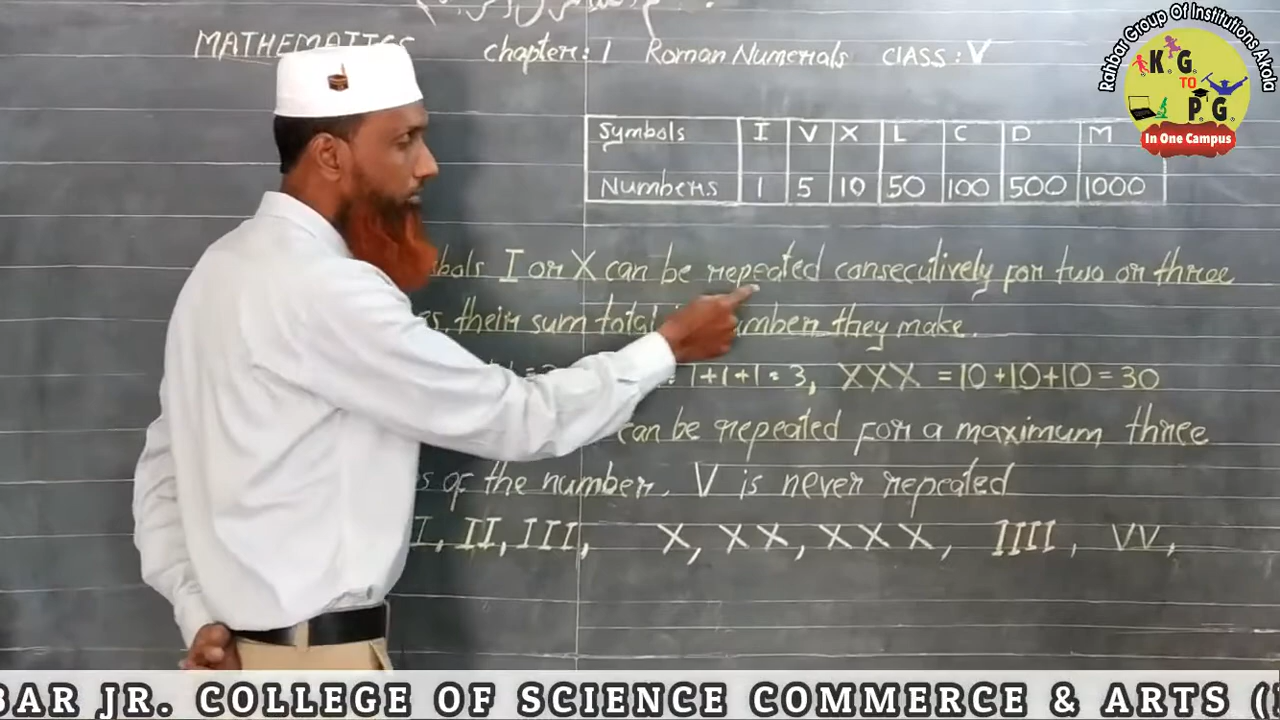 MATHEMATICS chapter: 1 Roman Numerals CLASS: V
Symbols I V X L C D M
Numbers 1 5 10 50 100 500 1000
I or X can be repeated consecutively for two or three
their sum total number they make.
1+1+1=3, XXX = 10+10+10=30
can be repeated for a maximum three
of the number. V is never repeated
I, II, III, X, XX, XXX, IIII, VV,
Rahbar Group Of Institutions Akola
K.G.
TO
P.G.
In One Campus
BAR JR. COLLEGE OF SCIENCE COMMERCE & ARTS